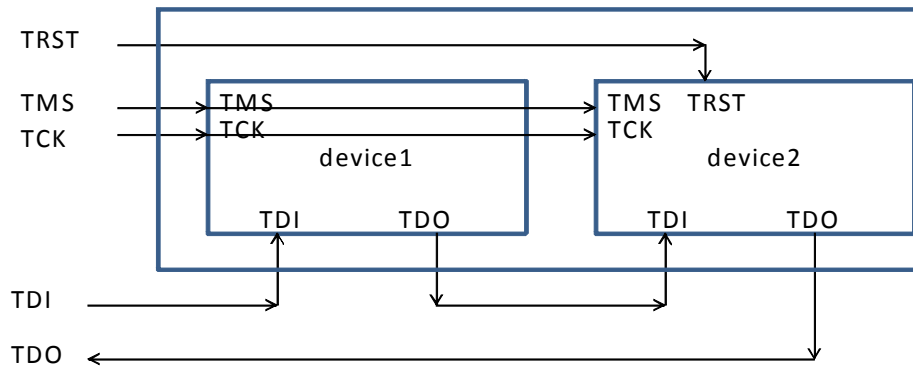 TRST
TMS TMS TMS TRST
TCK TCK TCK
device1 device2
TDI TDO TDI TDO
TDI
TDO